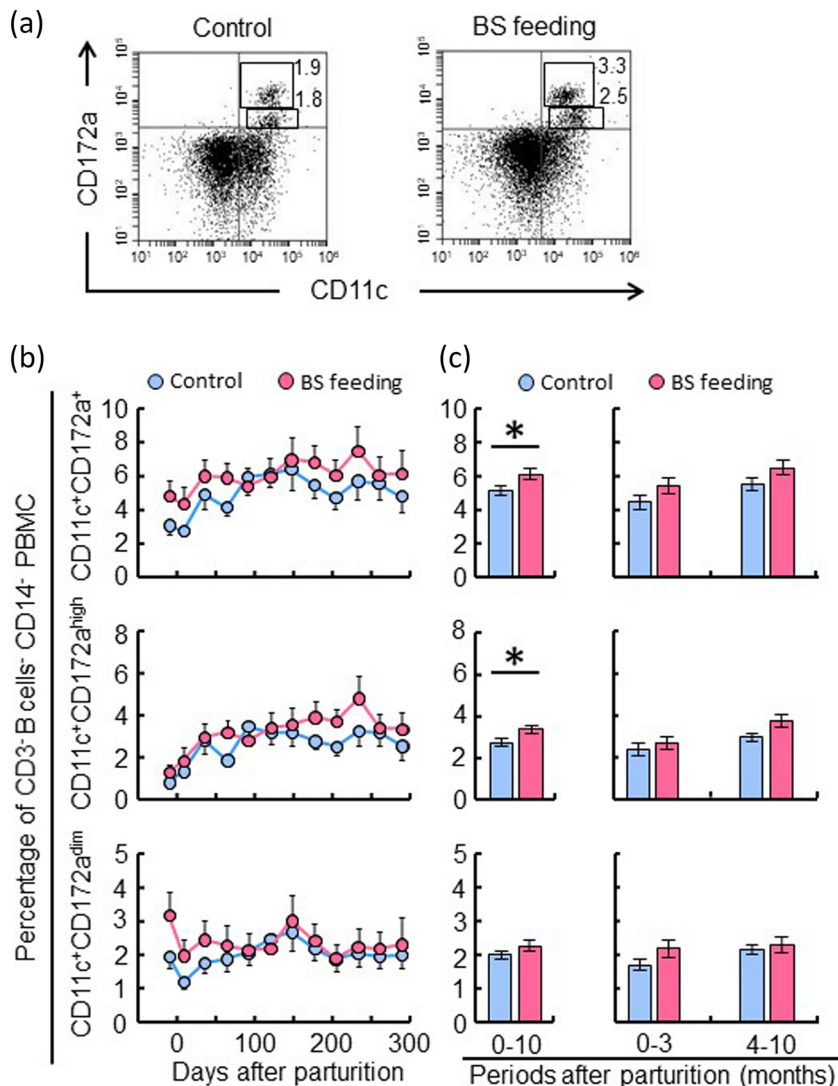 (a)
Control
BS feeding
CD172a
10⁵
10⁴
10³
10²
10¹
1.9
1.8
10¹ 10² 10³ 10⁴ 10⁵ 10⁶
10⁵
10⁴
10³
10²
10¹
3.3
2.5
10¹ 10² 10³ 10⁴ 10⁵ 10⁶
CD11c
(b)
(c)
Control BS feeding
Control BS feeding
Percentage of CD3⁻ B cells⁻ CD14⁻ PBMC
CD11c⁺CD172a⁺
10
8
6
4
2
0
10
8
6
4
2
0
*
CD11c⁺CD172a^high
8
6
4
2
0
8
6
4
2
0
*
CD11c⁺CD172a^dim
5
4
3
2
1
0
5
4
3
2
1
0
0 100 200 300
Days after parturition
0-10 0-3 4-10
Periods after parturition (months)